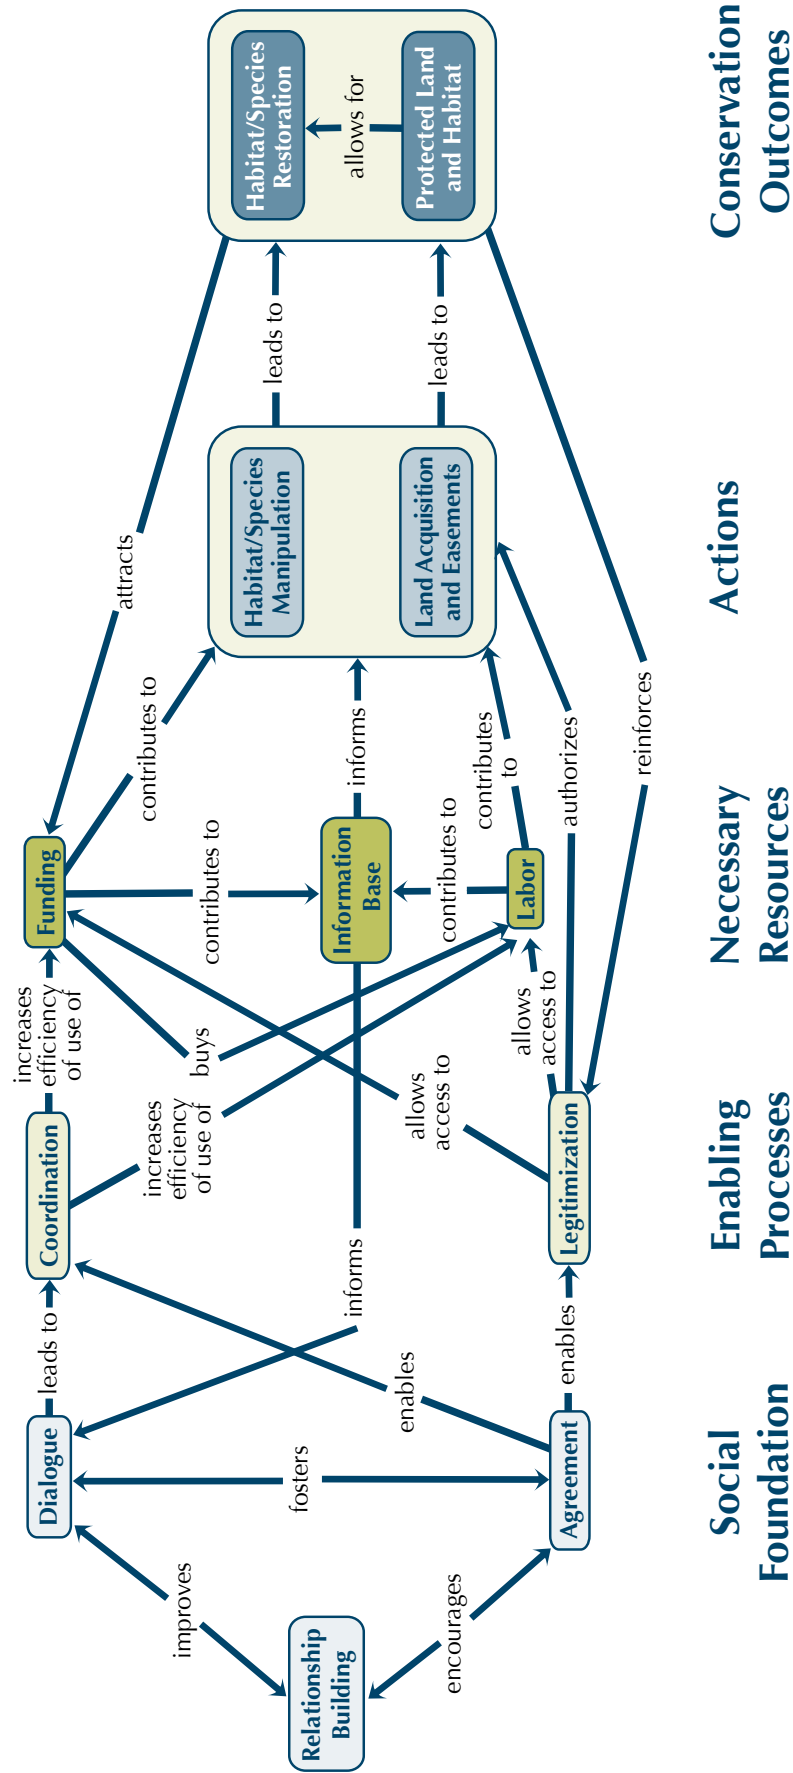 Relationship
Building
improves
encourages
Dialogue
fosters
Agreement
leads to
enables
enables
informs
Coordination
Legitimization
increases
efficiency
of use of
increases
efficiency
of use of
buys
allows
access to
allows
access to
Funding
contributes to
Information
Base
contributes to
Labor
contributes to
informs
contributes
to
authorizes
attracts
reinforces
Habitat/Species
Manipulation
Land Acquisition
and Easements
leads to
leads to
Habitat/Species
Restoration
allows for
Protected Land
and Habitat
Social
Foundation
Enabling
Processes
Necessary
Resources
Actions
Conservation
Outcomes